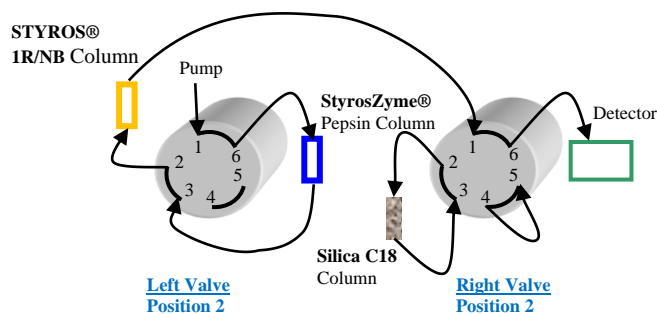 STYROS®
1R/NB Column
Pump
StyrosZyme®
Pepsin Column
Detector
1
6
2
5
3
4
1
6
2
5
3
4
Silica C18
Column
Left Valve
Position 2
Right Valve
Position 2